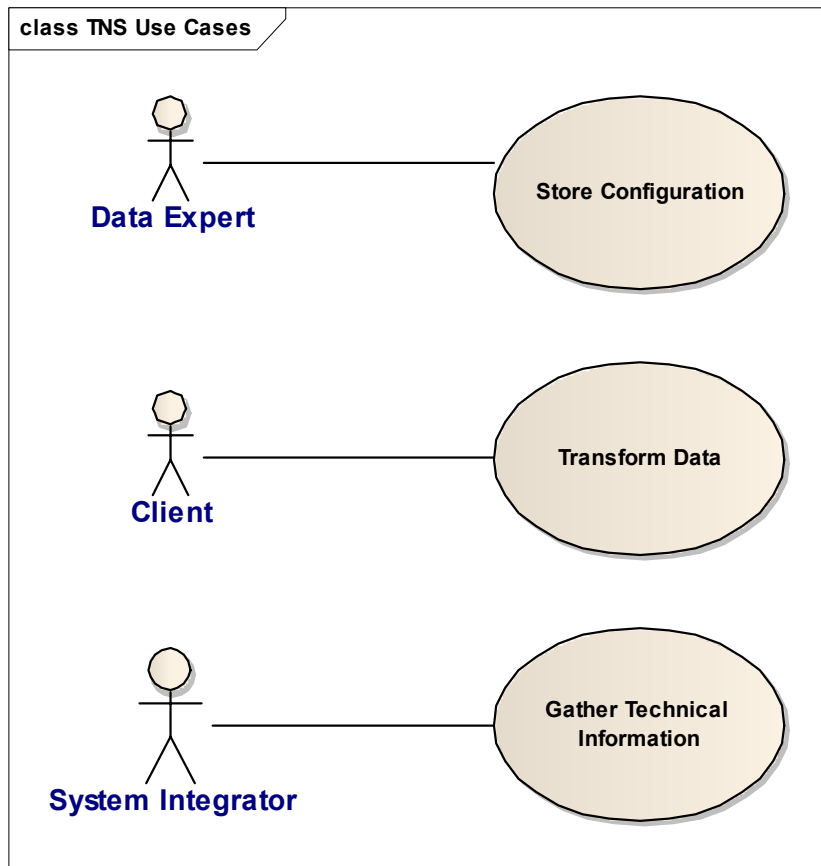 class TNS Use Cases
Data Expert
Store Configuration
Client
Transform Data
System Integrator
Gather Technical
Information